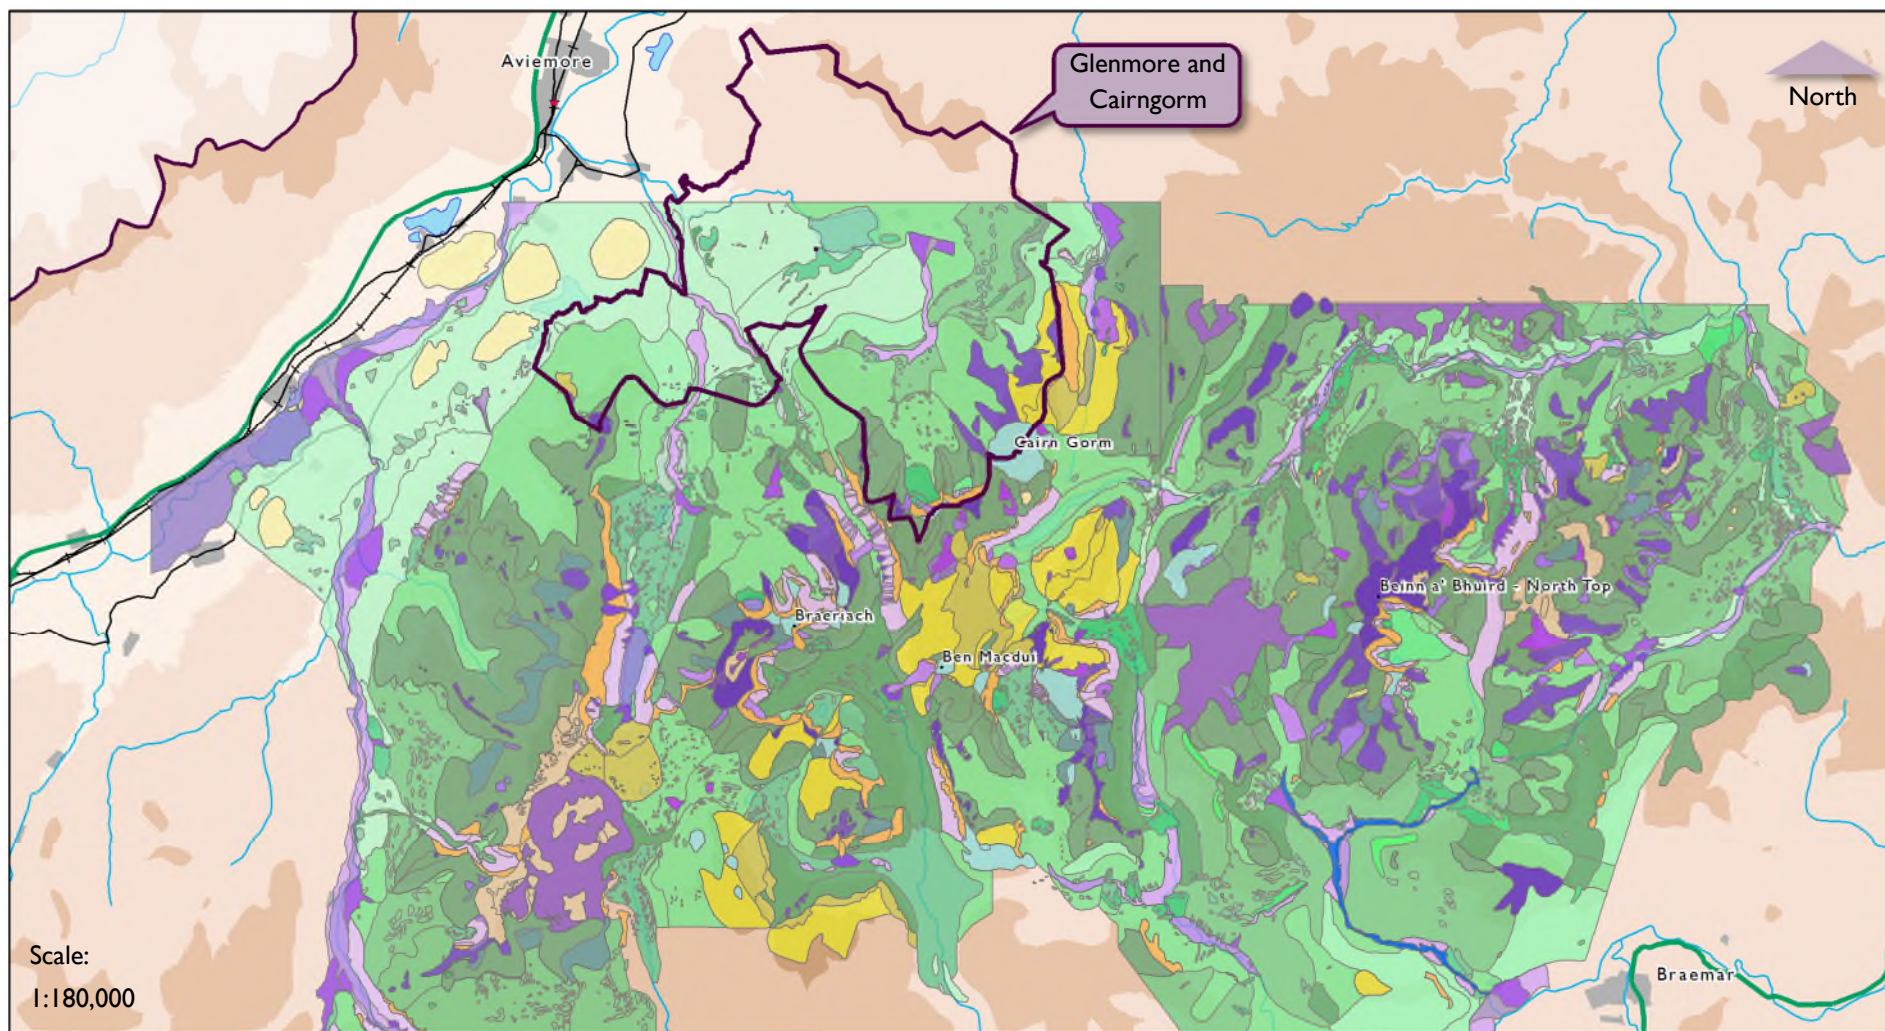 Aviemore
Glenmore and
Cairngorm
North
Cairn Gorm
Beinn a' Bhuird - North Top
Braeriach
Ben Macdui
Scale:
1:180,000
Braemar